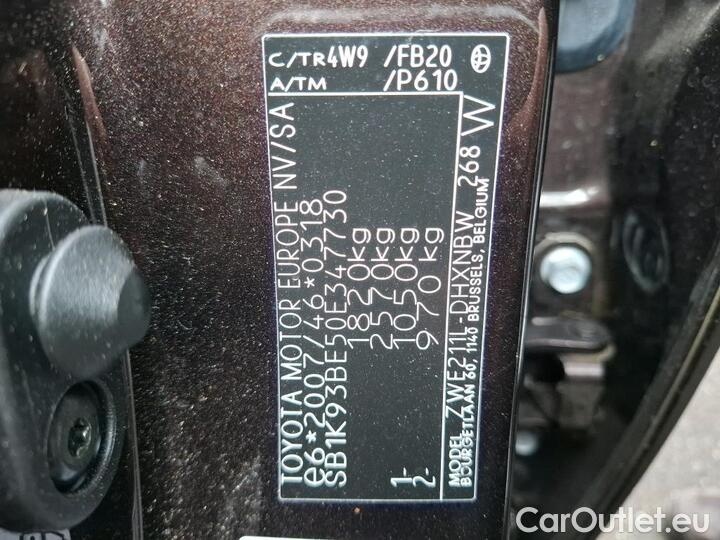 C/TR4W9 /FB20
A/TM /P610
TOYOTA MOTOR EUROPE NV/SA
e6*2007/46*0318
SB1K93BE50E347730
1820kg
2570kg
1- 1050kg
2- 970kg
MODEL ZWE211L-DHXNBW 268 W
BOURGETLAAN 60, 1140 BRUSSELS, BELGIUM
CarOutlet.eu